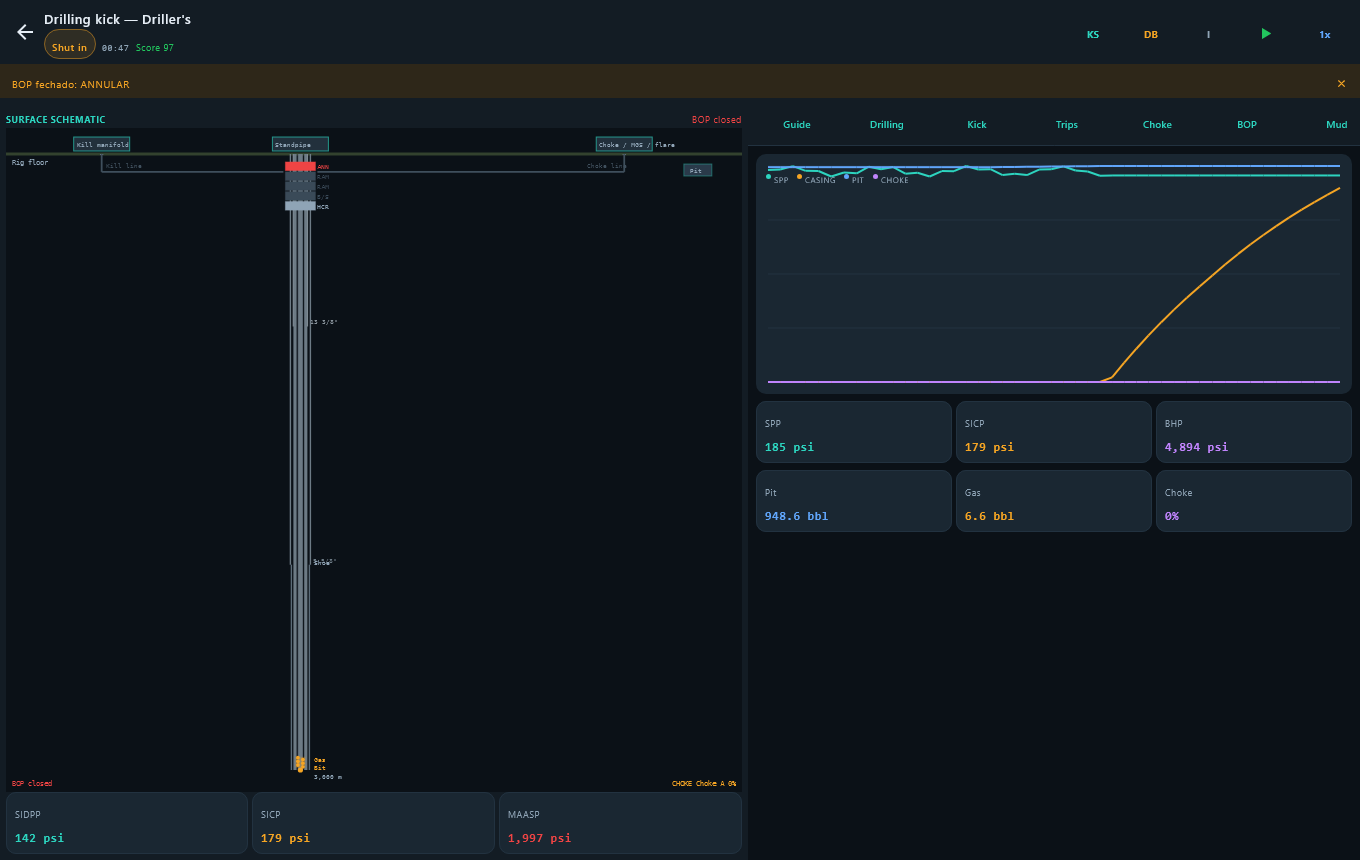 Drilling kick — Driller's
Shut in 00:47 Score 97
KS DB I 1x
BOP fechado: ANNULAR
SURFACE SCHEMATIC BOP closed
Kill manifold Standpipe Choke / MGS / flare
Rig floor
Kill line Choke line
Pit
ANN
RAM
RAM
B/S
HCR
13 3/8"
Shoe
Gas
Bit
3,000 m
BOP closed CHOKE Choke A 0%
SIDPP SICP MAASP
142 psi 179 psi 1,997 psi
Guide Drilling Kick Trips Choke BOP Mud
SPP CASING PIT CHOKE
SPP SICP BHP
185 psi 179 psi 4,894 psi
Pit Gas Choke
948.6 bbl 6.6 bbl 0%